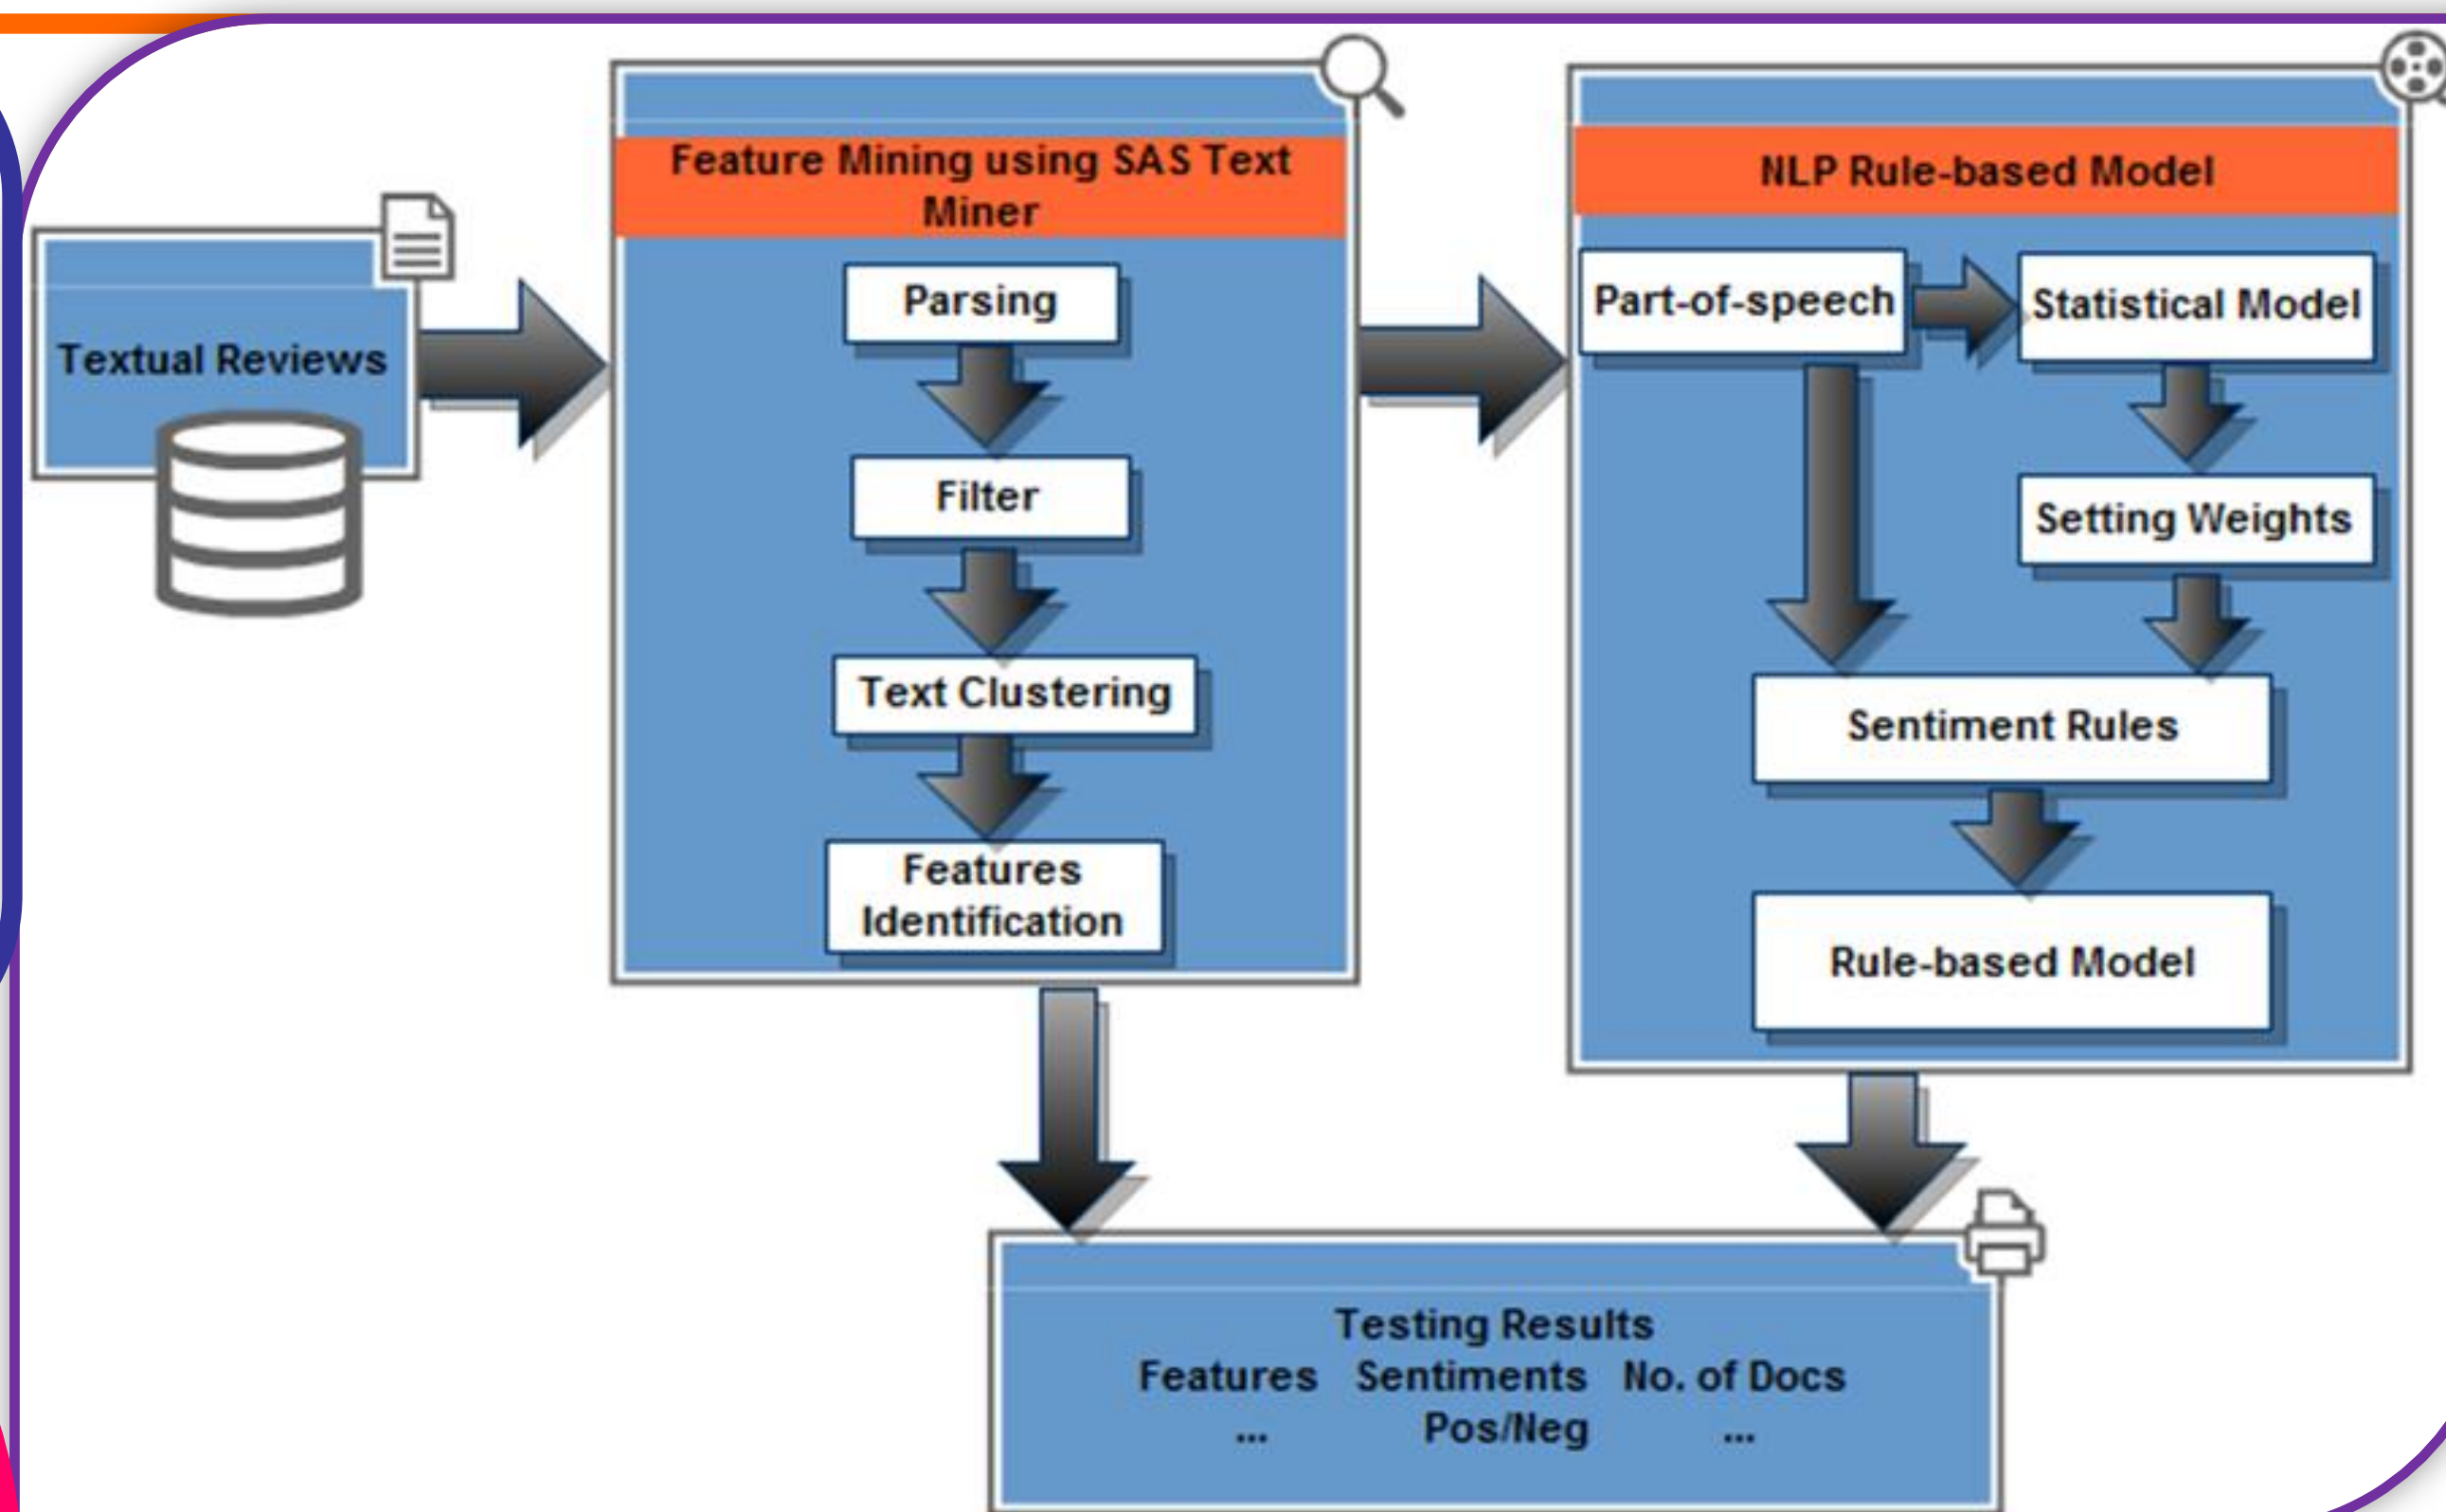 Textual Reviews
Feature Mining using SAS Text
Miner
Parsing
Filter
Text Clustering
Features
Identification
NLP Rule-based Model
Part-of-speech
Statistical Model
Setting Weights
Sentiment Rules
Rule-based Model
Testing Results
Features Sentiments No. of Docs
... Pos/Neg ...